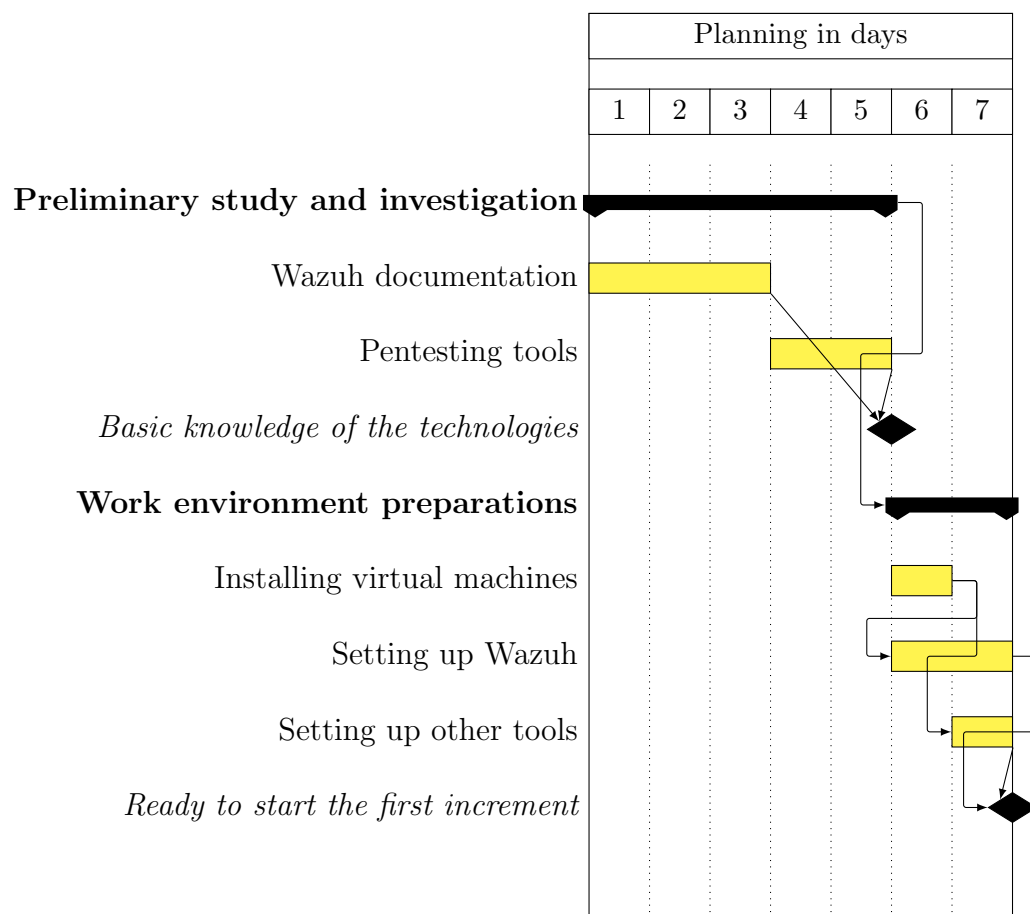 Planning in days
1 2 3 4 5 6 7
Preliminary study and investigation
Wazuh documentation
Pentesting tools
Basic knowledge of the technologies
Work environment preparations
Installing virtual machines
Setting up Wazuh
Setting up other tools
Ready to start the first increment